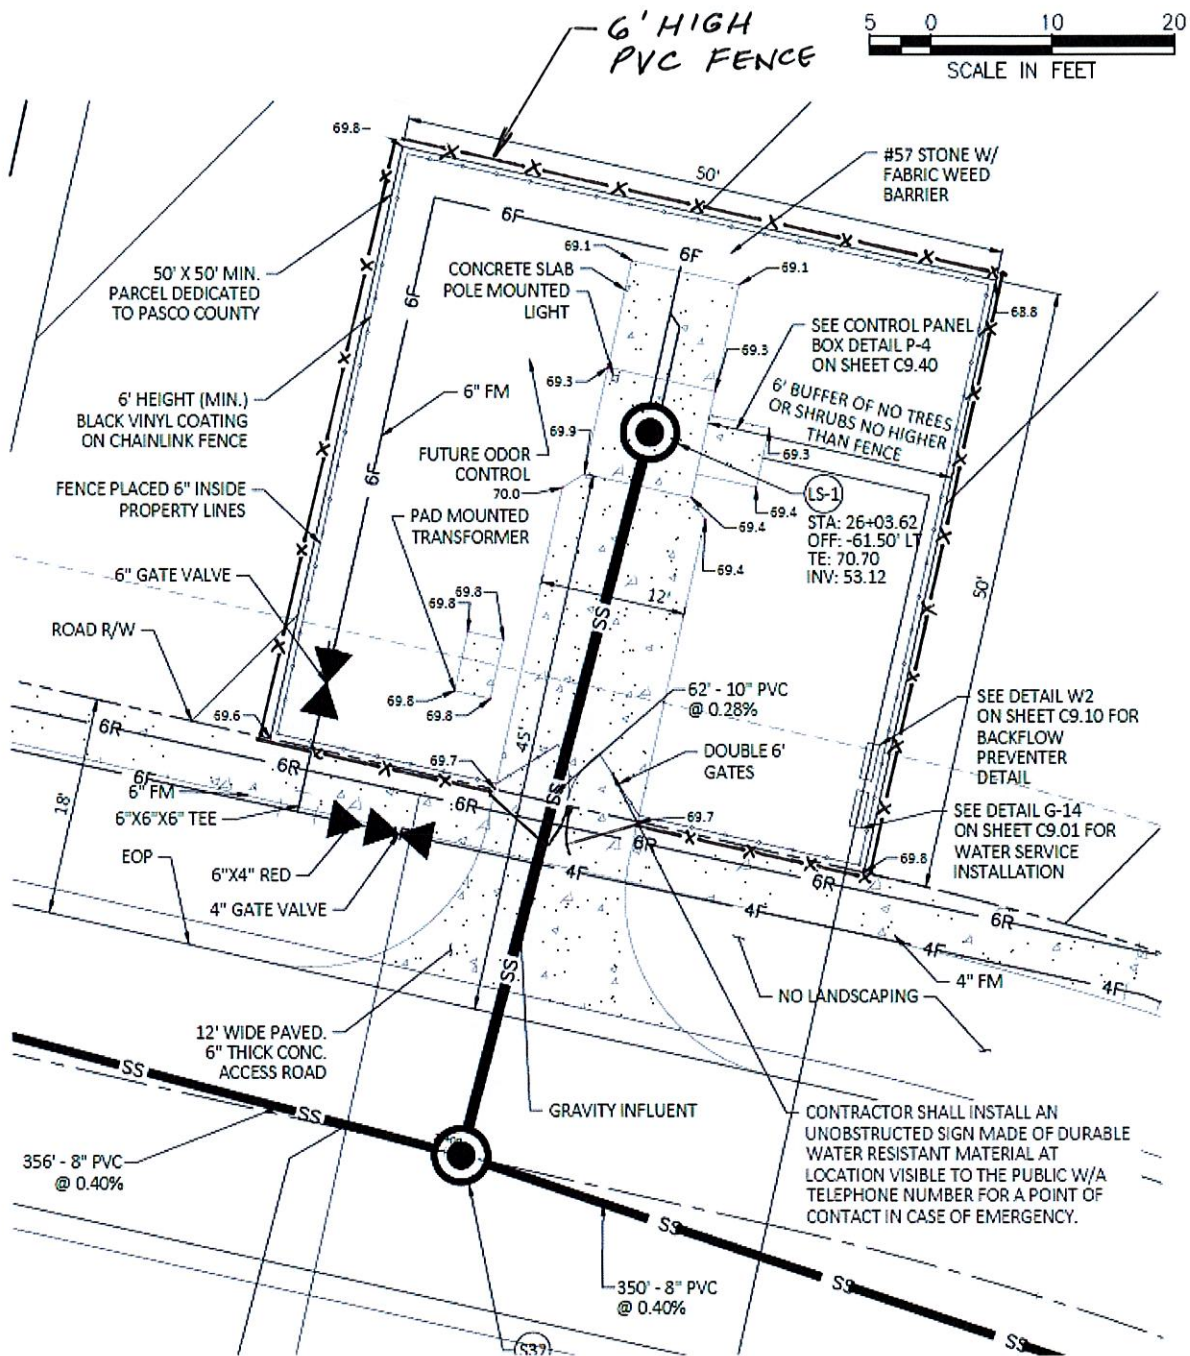 6' HIGH
PVC FENCE
5 0 10 20
SCALE IN FEET
69.8
50'
#57 STONE W/
FABRIC WEED
BARRIER
6F
6F
69.1
69.1
CONCRETE SLAB
POLE MOUNTED
LIGHT
50' X 50' MIN.
PARCEL DEDICATED
TO PASCO COUNTY
6F
68.8
SEE CONTROL PANEL
BOX DETAIL P-4
ON SHEET C9.40
69.3
69.3
6' HEIGHT (MIN.)
BLACK VINYL COATING
ON CHAINLINK FENCE
6" FM
6' BUFFER OF NO TREES
OR SHRUBS NO HIGHER
THAN FENCE
69.9
69.3
FUTURE ODOR
CONTROL
6F
70.0
FENCE PLACED 6" INSIDE
PROPERTY LINES
LS-1
STA: 26+03.62
OFF: -61.50' LT
TE: 70.70
INV: 53.12
69.4
69.4
69.4
PAD MOUNTED
TRANSFORMER
6" GATE VALVE
69.8
69.8
12'
50'
SS
ROAD R/W
69.8
69.8
62' - 10" PVC
@ 0.28%
SEE DETAIL W2
ON SHEET C9.10 FOR
BACKFLOW
PREVENTER
DETAIL
69.6
45'
69.7
DOUBLE 6'
GATES
6R
6R
6R
SS
6F
6" FM
18'
6"X6"X6" TEE
69.7
SEE DETAIL G-14
ON SHEET C9.01 FOR
WATER SERVICE
INSTALLATION
69.8
6R
6R
6R
EOP
6"X4" RED
4" GATE VALVE
4F
4F
4F
4F
4" FM
SS
NO LANDSCAPING
12' WIDE PAVED.
6" THICK CONC.
ACCESS ROAD
SS
SS
GRAVITY INFLUENT
CONTRACTOR SHALL INSTALL AN
UNOBSTRUCTED SIGN MADE OF DURABLE
WATER RESISTANT MATERIAL AT
LOCATION VISIBLE TO THE PUBLIC W/A
TELEPHONE NUMBER FOR A POINT OF
CONTACT IN CASE OF EMERGENCY.
356' - 8" PVC
@ 0.40%
SS
350' - 8" PVC
@ 0.40%
SS
SS
S37